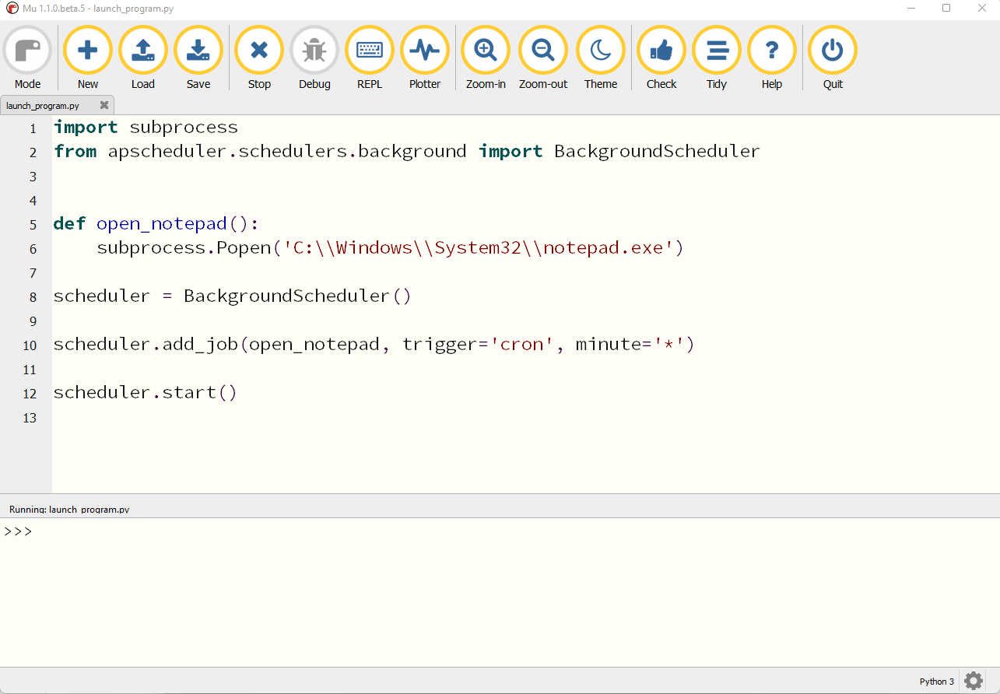 Mu 1.1.0.beta.5 - launch_program.py
Mode New Load Save Stop Debug REPL Plotter Zoom-in Zoom-out Theme Check Tidy Help Quit
launch_program.py
1 import subprocess
2 from apscheduler.schedulers.background import BackgroundScheduler
3
4
5 def open_notepad():
6     subprocess.Popen('C:\\Windows\\System32\\notepad.exe')
7
8 scheduler = BackgroundScheduler()
9
10 scheduler.add_job(open_notepad, trigger='cron', minute='*')
11
12 scheduler.start()
13
Running: launch_program.py
>>>
Python 3